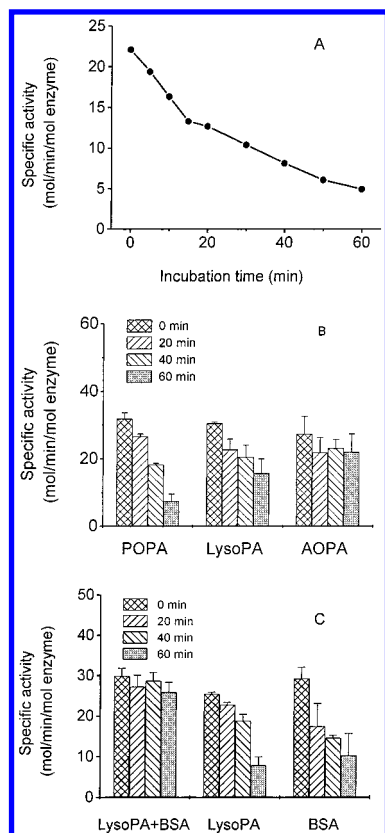 A
Specific activity
(mol/min/mol enzyme)
25
20
15
10
5
0
0
20
40
60
Incubation time (min)
B
0 min
20 min
40 min
60 min
Specific activity
(mol/min/mol enzyme)
60
40
20
0
POPA LysoPA AOPA
C
0 min
20 min
40 min
60 min
Specific activity
(mol/min/mol enzyme)
50
40
30
20
10
0
LysoPA+BSA LysoPA BSA